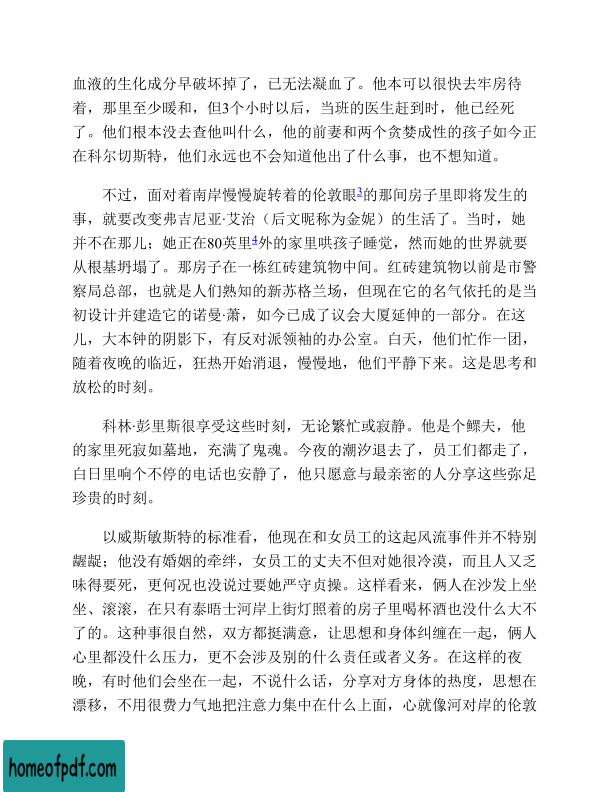 血液的生化成分早破坏掉了，已无法凝血了。他本可以很快去牢房待
着，那里至少暖和，但3个小时以后，当班的医生赶到时，他已经死
了。他们根本没去查他叫什么，他的前妻和两个贪婪成性的孩子如今正
在科尔切斯特，他们永远也不会知道他出了什么事，也不想知道。
不过，面对着南岸慢慢旋转着的伦敦眼3的那间房子里即将发生的
事，就要改变弗吉尼亚·艾治（后文昵称为金妮）的生活了。当时，她
并不在那儿；她正在80英里4外的家里哄孩子睡觉，然而她的世界就要
从根基坍塌了。那房子在一栋红砖建筑物中间。红砖建筑物以前是市警
察局总部，也就是人们熟知的新苏格兰场，但现在它的名气依托的是当
初设计并建造它的诺曼·萧，如今已成了议会大厦延伸的一部分。在这
儿，大本钟的阴影下，有反对派领袖的办公室。白天，他们忙作一团，
随着夜晚的临近，狂热开始消退，慢慢地，他们平静下来。这是思考和
放松的时刻。
科林·彭里斯很享受这些时刻，无论繁忙或寂静。他是个鳏夫，他
的家里死寂如墓地，充满了鬼魂。今夜的潮汐退去了，员工们都走了，
白日里响个不停的电话也安静了，他只愿意与最亲密的人分享这些弥足
珍贵的时刻。
以威斯敏斯特的标准看，他现在和女员工的这起风流事件并不特别
龌龊；他没有婚姻的牵绊，女员工的丈夫不但对她很冷漠，而且人又乏
味得要死，更何况也没说过要她严守贞操。这样看来，俩人在沙发上坐
坐、滚滚，在只有泰晤士河岸上街灯照着的房子里喝杯酒也没什么大不
了的。这种事很自然，双方都挺满意，让思想和身体纠缠在一起，俩人
心里都没什么压力，更不会涉及别的什么责任或者义务。在这样的夜
晚，有时他们会坐在一起，不说什么话，分享对方身体的热度，思想在
漂移，不用很费力气地把注意力集中在什么上面，心就像河对岸的伦敦
homeofpdf.com